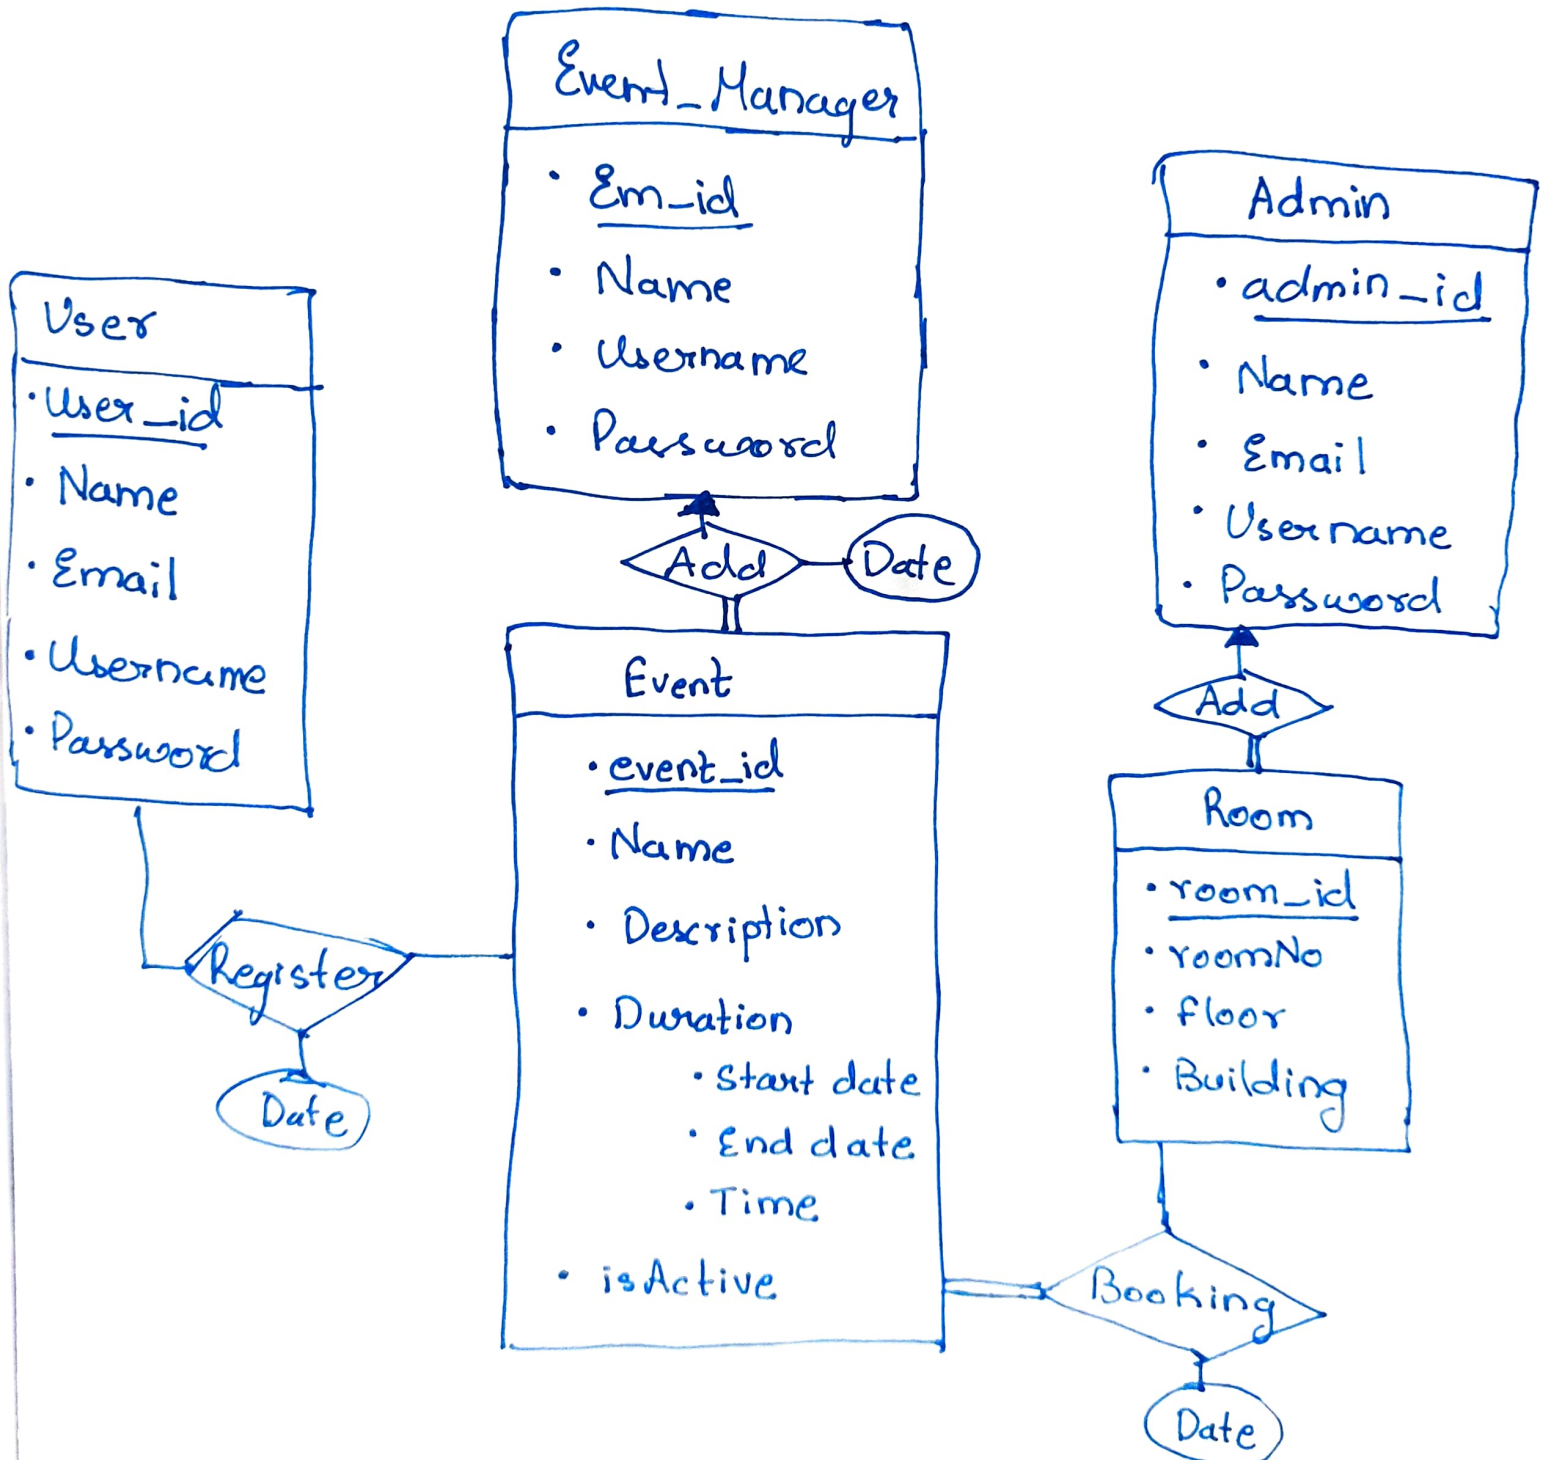 Event_Manager
• Em_id
• Name
• Username
• Password
Add
Date
Admin
• admin_id
• Name
• Email
• Username
• Password
Add
User
• User_id
• Name
• Email
• Username
• Password
Register
Date
Event
• event_id
• Name
• Description
• Duration
• Start date
• End date
• Time
• isActive
Room
• room_id
• roomNo
• floor
• Building
Booking
Date